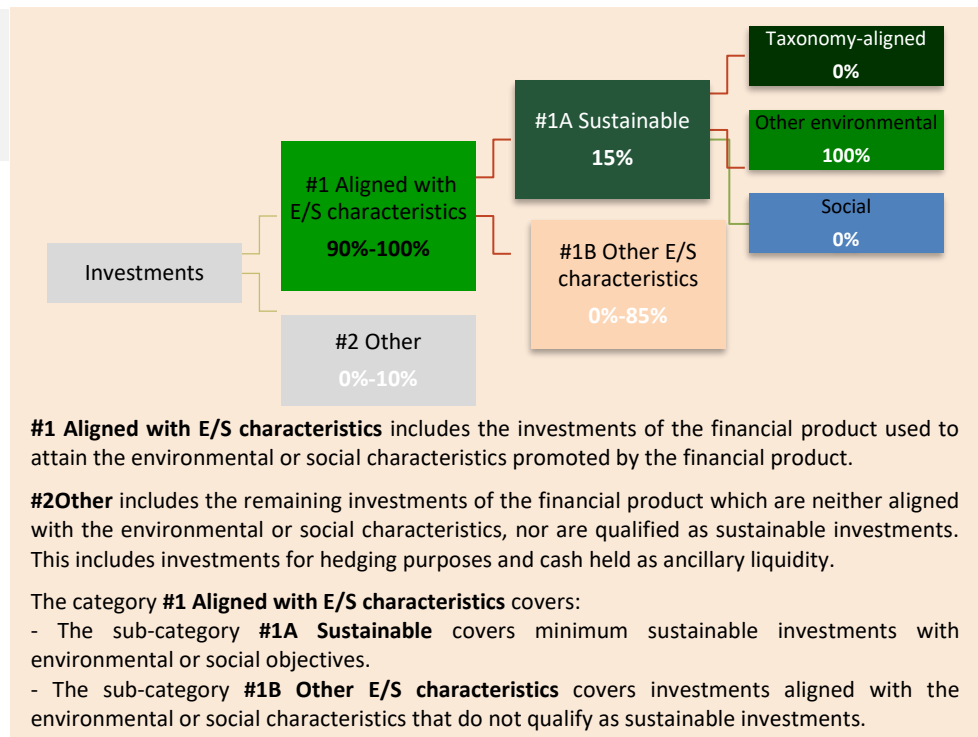 Taxonomy-aligned
0%
#1A Sustainable
15%
Other environmental
100%
#1 Aligned with
E/S characteristics
90%-100%
Social
0%
Investments
#1B Other E/S
characteristics
0%-85%
#2 Other
0%-10%
#1 Aligned with E/S characteristics includes the investments of the financial product used to
attain the environmental or social characteristics promoted by the financial product.
#2Other includes the remaining investments of the financial product which are neither aligned
with the environmental or social characteristics, nor are qualified as sustainable investments.
This includes investments for hedging purposes and cash held as ancillary liquidity.
The category #1 Aligned with E/S characteristics covers:
- The sub-category #1A Sustainable covers minimum sustainable investments with
environmental or social objectives.
- The sub-category #1B Other E/S characteristics covers investments aligned with the
environmental or social characteristics that do not qualify as sustainable investments.